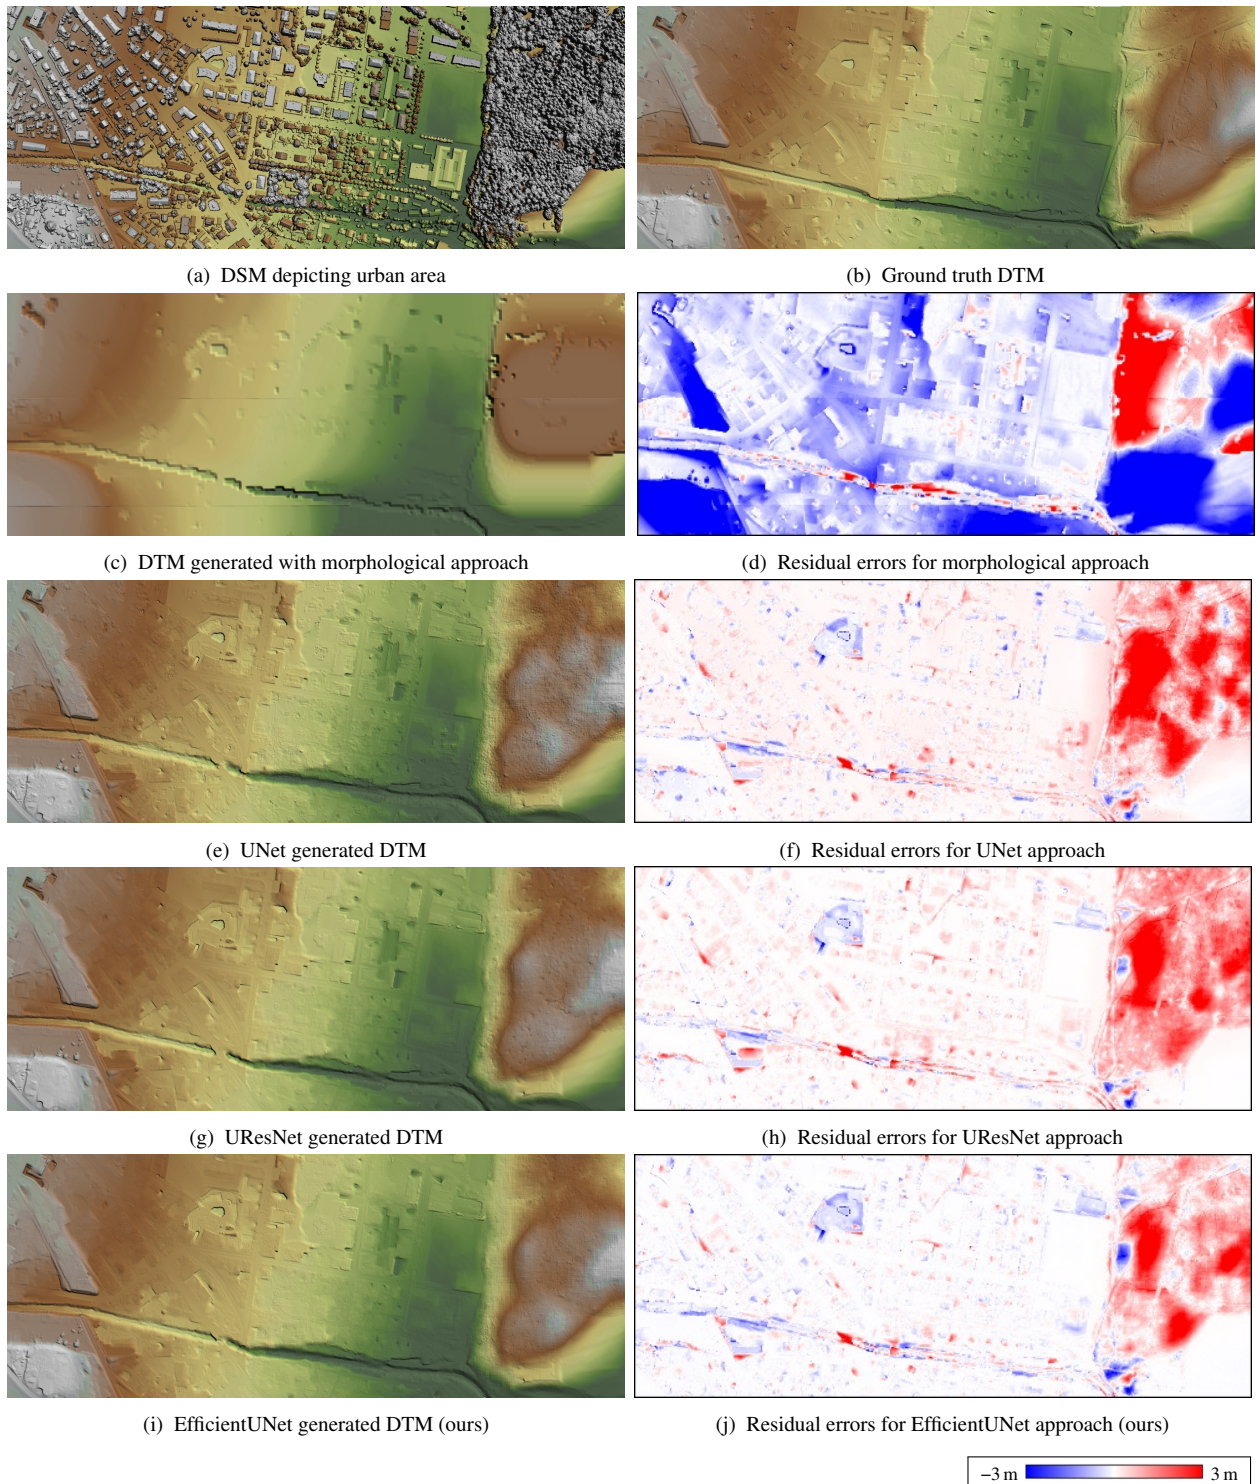 (a) DSM depicting urban area
(b) Ground truth DTM
(c) DTM generated with morphological approach
(d) Residual errors for morphological approach
(e) UNet generated DTM
(f) Residual errors for UNet approach
(g) UResNet generated DTM
(h) Residual errors for UResNet approach
(i) EfficientUNet generated DTM (ours)
(j) Residual errors for EfficientUNet approach (ours)
−3 m 3 m